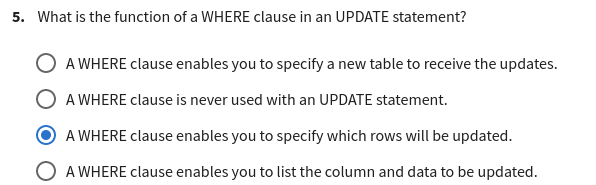 5. What is the function of a WHERE clause in an UPDATE statement?
A WHERE clause enables you to specify a new table to receive the updates.
A WHERE clause is never used with an UPDATE statement.
A WHERE clause enables you to specify which rows will be updated.
A WHERE clause enables you to list the column and data to be updated.